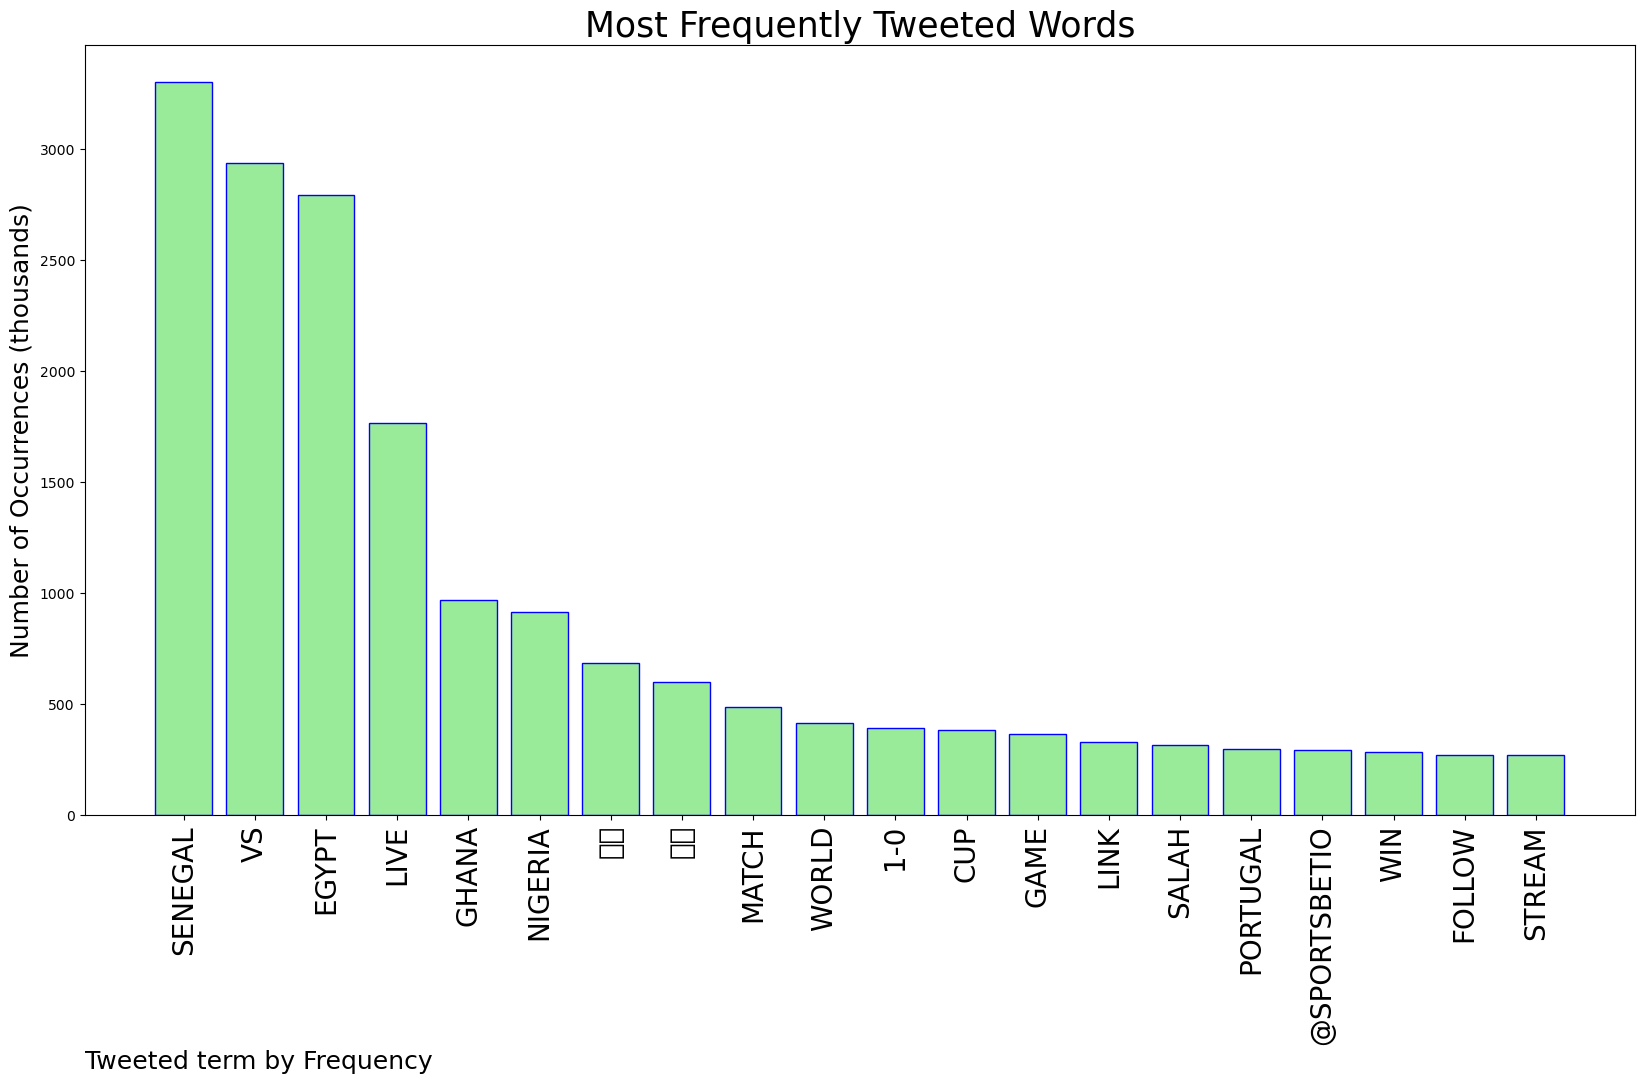 Most Frequently Tweeted Words
Number of Occurrences (thousands)
3000
2500
2000
1500
1000
500
0
SENEGAL
VS
EGYPT
LIVE
GHANA
NIGERIA
MATCH
WORLD
1-0
CUP
GAME
LINK
SALAH
PORTUGAL
@SPORTSBETIO
WIN
FOLLOW
STREAM
Tweeted term by Frequency